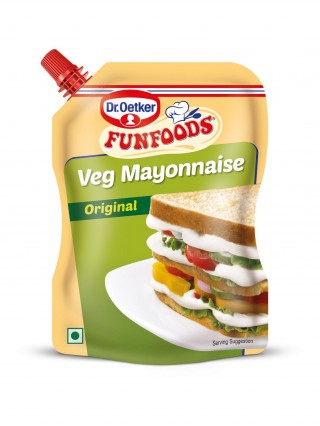 Dr.Oetker
FUNFOODS®
Veg Mayonnaise
Original
Serving Suggestion